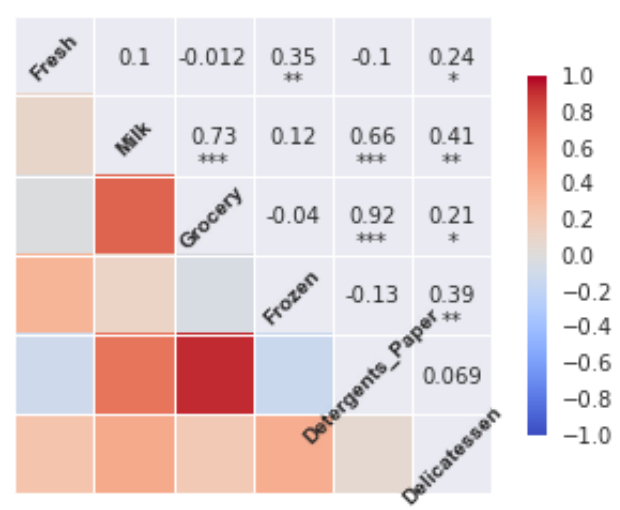 Fresh 0.1 -0.012 0.35 -0.1 0.24
** *
Milk 0.73 0.12 0.66 0.41
*** *** **
Grocery -0.04 0.92 0.21
*** *
Frozen -0.13 0.39
**
Detergents_Paper 0.069
Delicatessen
1.0
0.8
0.6
0.4
0.2
0.0
−0.2
−0.4
−0.6
−0.8
−1.0